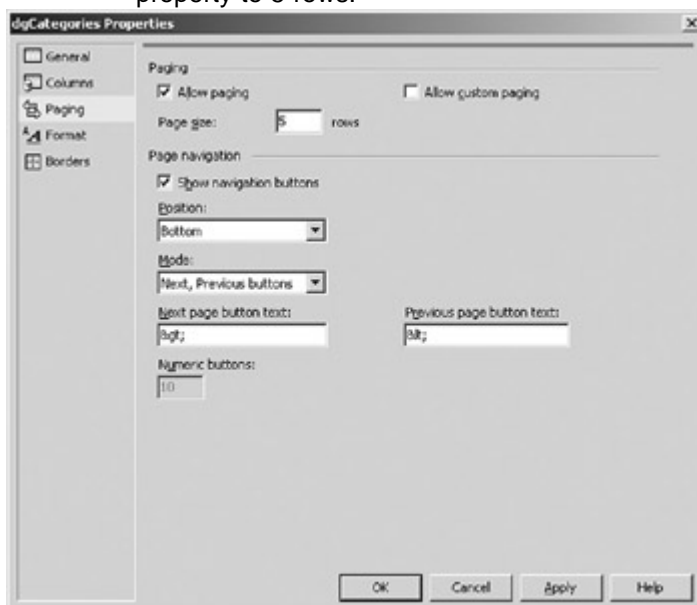 property to 5 rows.
dgCategories Properties
General
Columns
Paging
Format
Borders
Paging
Allow paging
Allow custom paging
Page size: 5 rows
Page navigation
Show navigation buttons
Position:
Bottom
Mode:
Next, Previous buttons
Next page button text:
Previous page button text:
&gt;
&lt;
Numeric buttons:
10
OK Cancel Apply Help